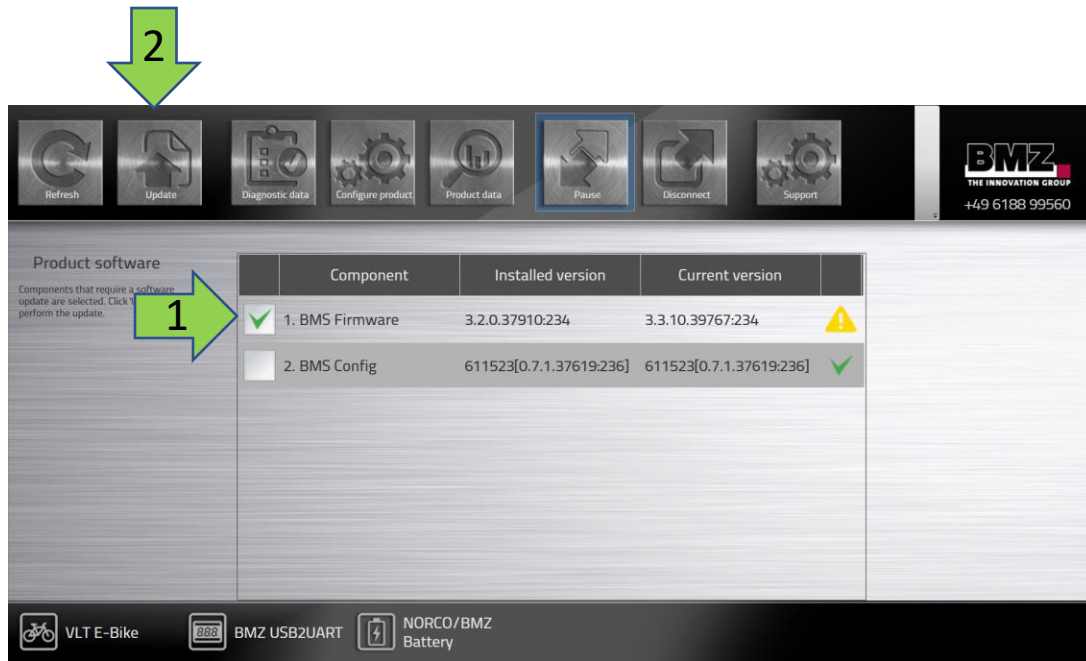 2
Refresh
Update
Diagnostic data
Configure product
Product data
Pause
Disconnect
Support
BMZ
THE INNOVATION GROUP
+49 6188 99560
Product software
Components that require a software
update are selected. Click
perform the update.
1
Component Installed version Current version
1. BMS Firmware 3.2.0.37910:234 3.3.10.39767:234
2. BMS Config 611523[0.7.1.37619:236] 611523[0.7.1.37619:236]
VLT E-Bike
888
BMZ USB2UART
NORCO/BMZ
Battery